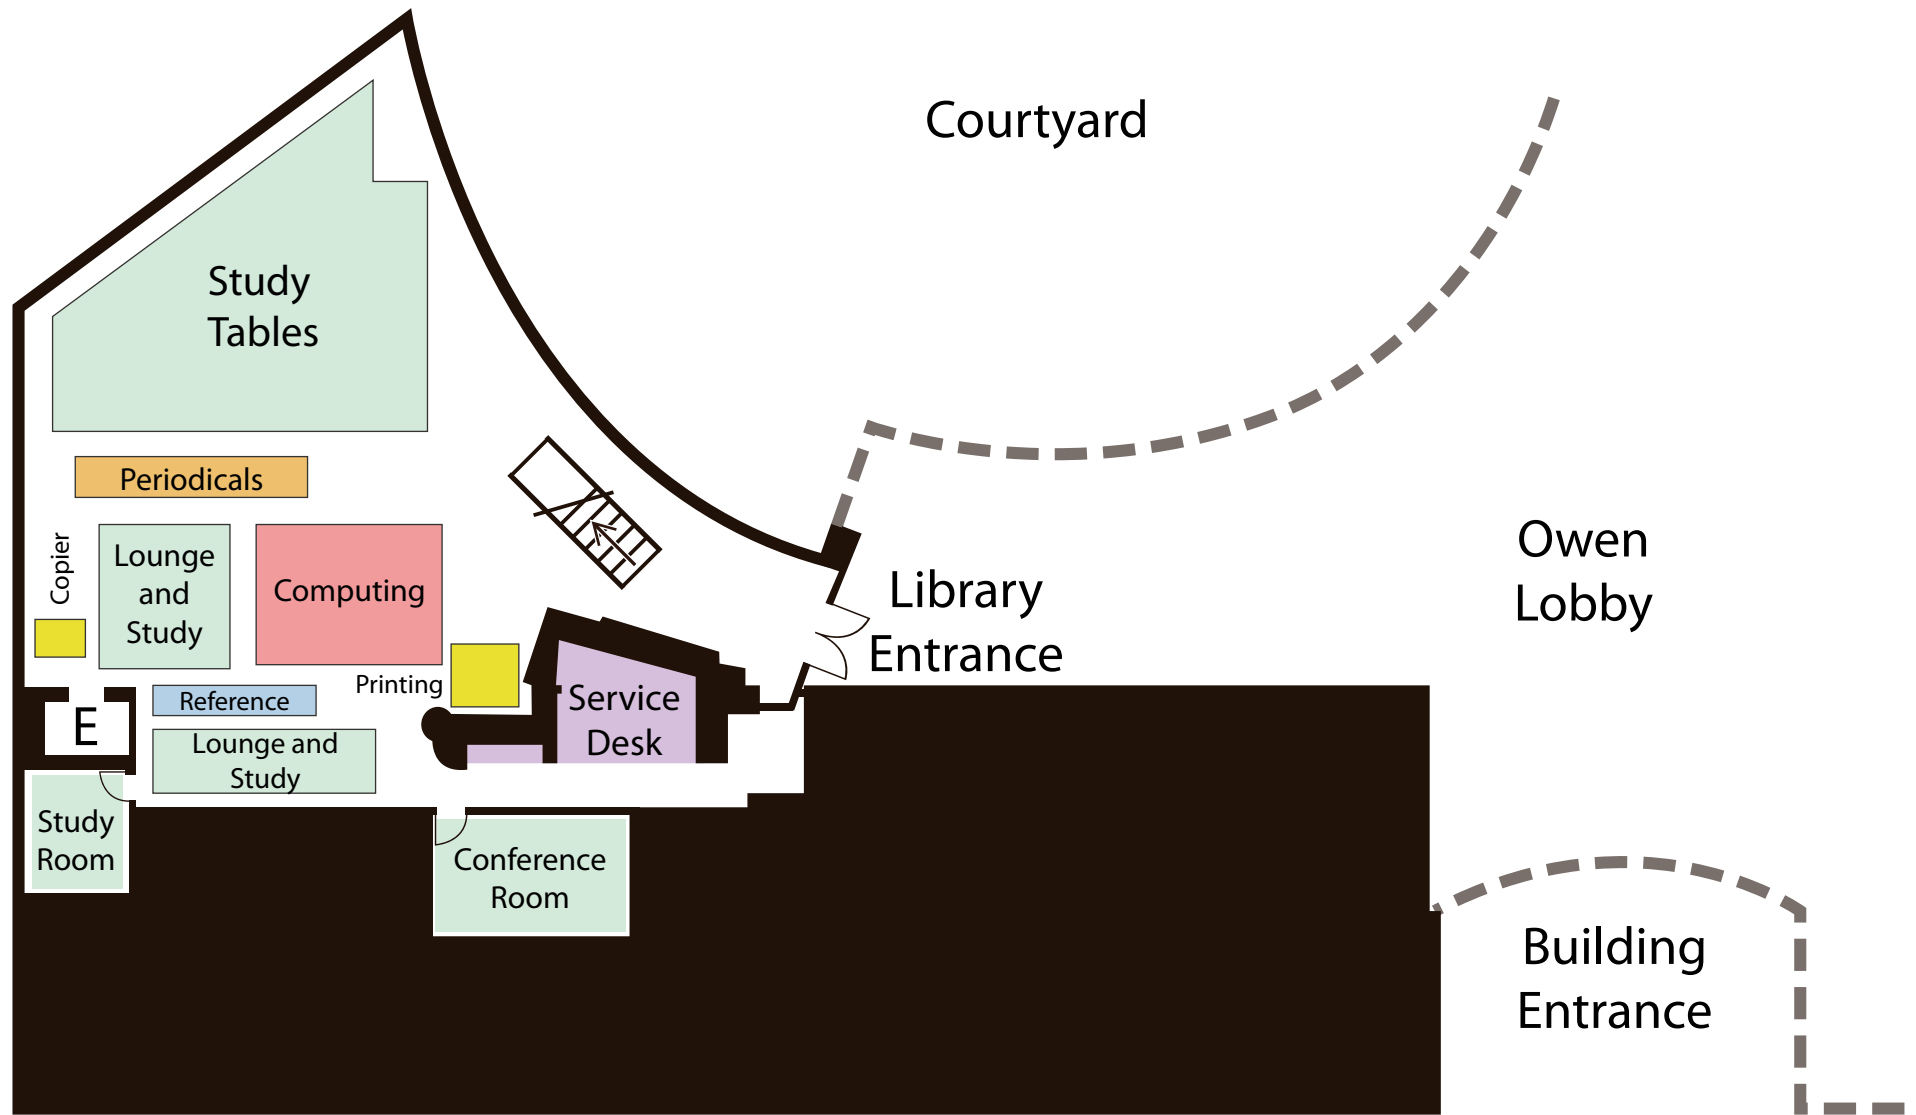 Courtyard
Study
Tables
Periodicals
Copier
Lounge
and
Study
Computing
Owen
Lobby
Library
Entrance
Printing
Reference
Service
Desk
E
Lounge and
Study
Study
Room
Conference
Room
Building
Entrance